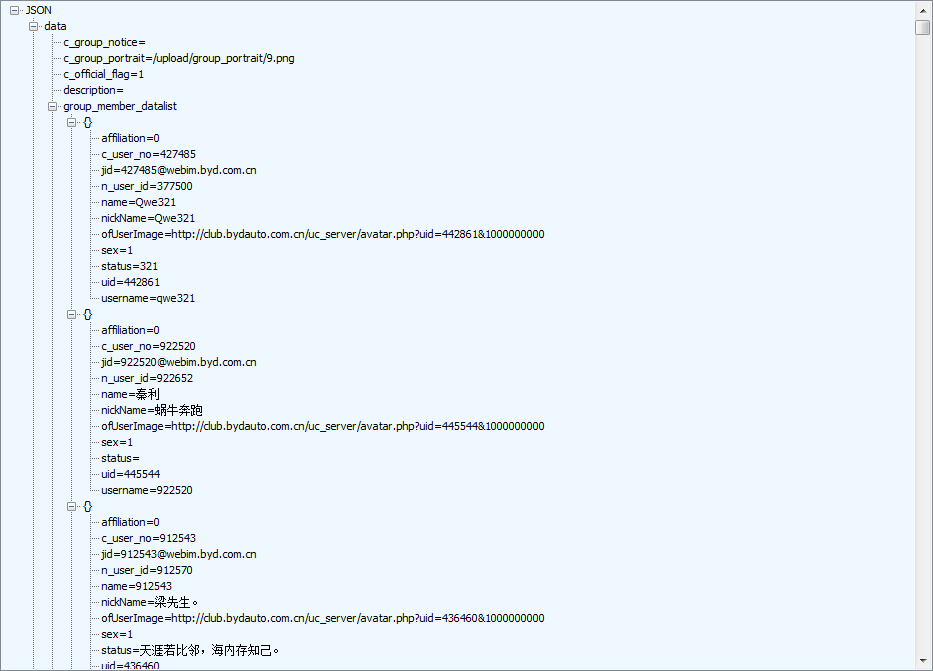 JSON
data
c_group_notice=
c_group_portrait=/upload/group_portrait/9.png
c_official_flag=1
description=
group_member_datalist
{}
affiliation=0
c_user_no=427485
jid=427485@webim.byd.com.cn
n_user_id=377500
name=Qwe321
nickName=Qwe321
ofUserImage=http://club.bydauto.com.cn/uc_server/avatar.php?uid=442861&1000000000
sex=1
status=321
uid=442861
username=qwe321
{}
affiliation=0
c_user_no=922520
jid=922520@webim.byd.com.cn
n_user_id=922652
name=秦利
nickName=蜗牛奔跑
ofUserImage=http://club.bydauto.com.cn/uc_server/avatar.php?uid=445544&1000000000
sex=1
status=
uid=445544
username=922520
{}
affiliation=0
c_user_no=912543
jid=912543@webim.byd.com.cn
n_user_id=912570
name=912543
nickName=梁先生。
ofUserImage=http://club.bydauto.com.cn/uc_server/avatar.php?uid=436460&1000000000
sex=1
status=天涯若比邻，海内存知己。
uid=436460